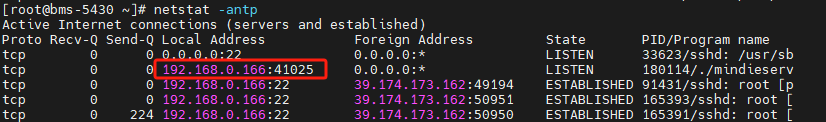 [root@bms-5430 ~]# netstat -antp
Active Internet connections (servers and established)
Proto Recv-Q Send-Q Local Address Foreign Address State PID/Program name
tcp 0 0 0.0.0.0:22 0.0.0.0:* LISTEN 33623/sshd: /usr/sb
tcp 0 0 192.168.0.166:41025 0.0.0.0:* LISTEN 180114/./mindieserv
tcp 0 0 192.168.0.166:22 39.174.173.162:49194 ESTABLISHED 91431/sshd: root [p
tcp 0 0 192.168.0.166:22 39.174.173.162:50951 ESTABLISHED 165393/sshd: root [
tcp 0 224 192.168.0.166:22 39.174.173.162:50950 ESTABLISHED 165391/sshd: root [